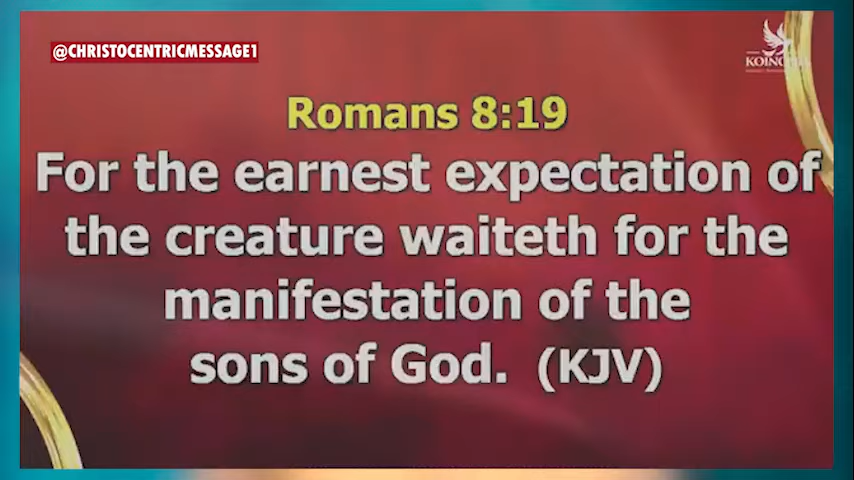 @CHRISTOCENTRICMESSAGE1
Romans 8:19
For the earnest expectation of
the creature waiteth for the
manifestation of the
sons of God. (KJV)